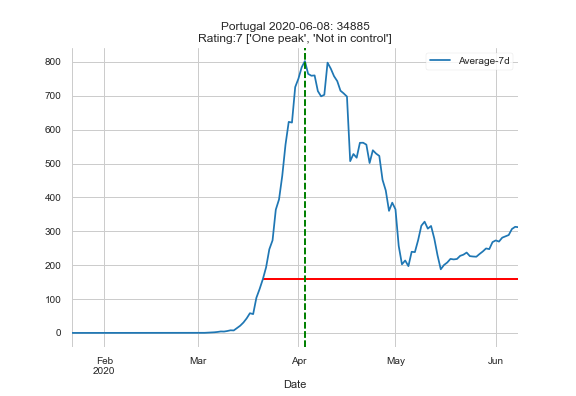 Portugal 2020-06-08: 34885
Rating:7 ['One peak', 'Not in control']
Average-7d
800
700
600
500
400
300
200
100
0
Feb
2020
Mar
Apr
May
Jun
Date